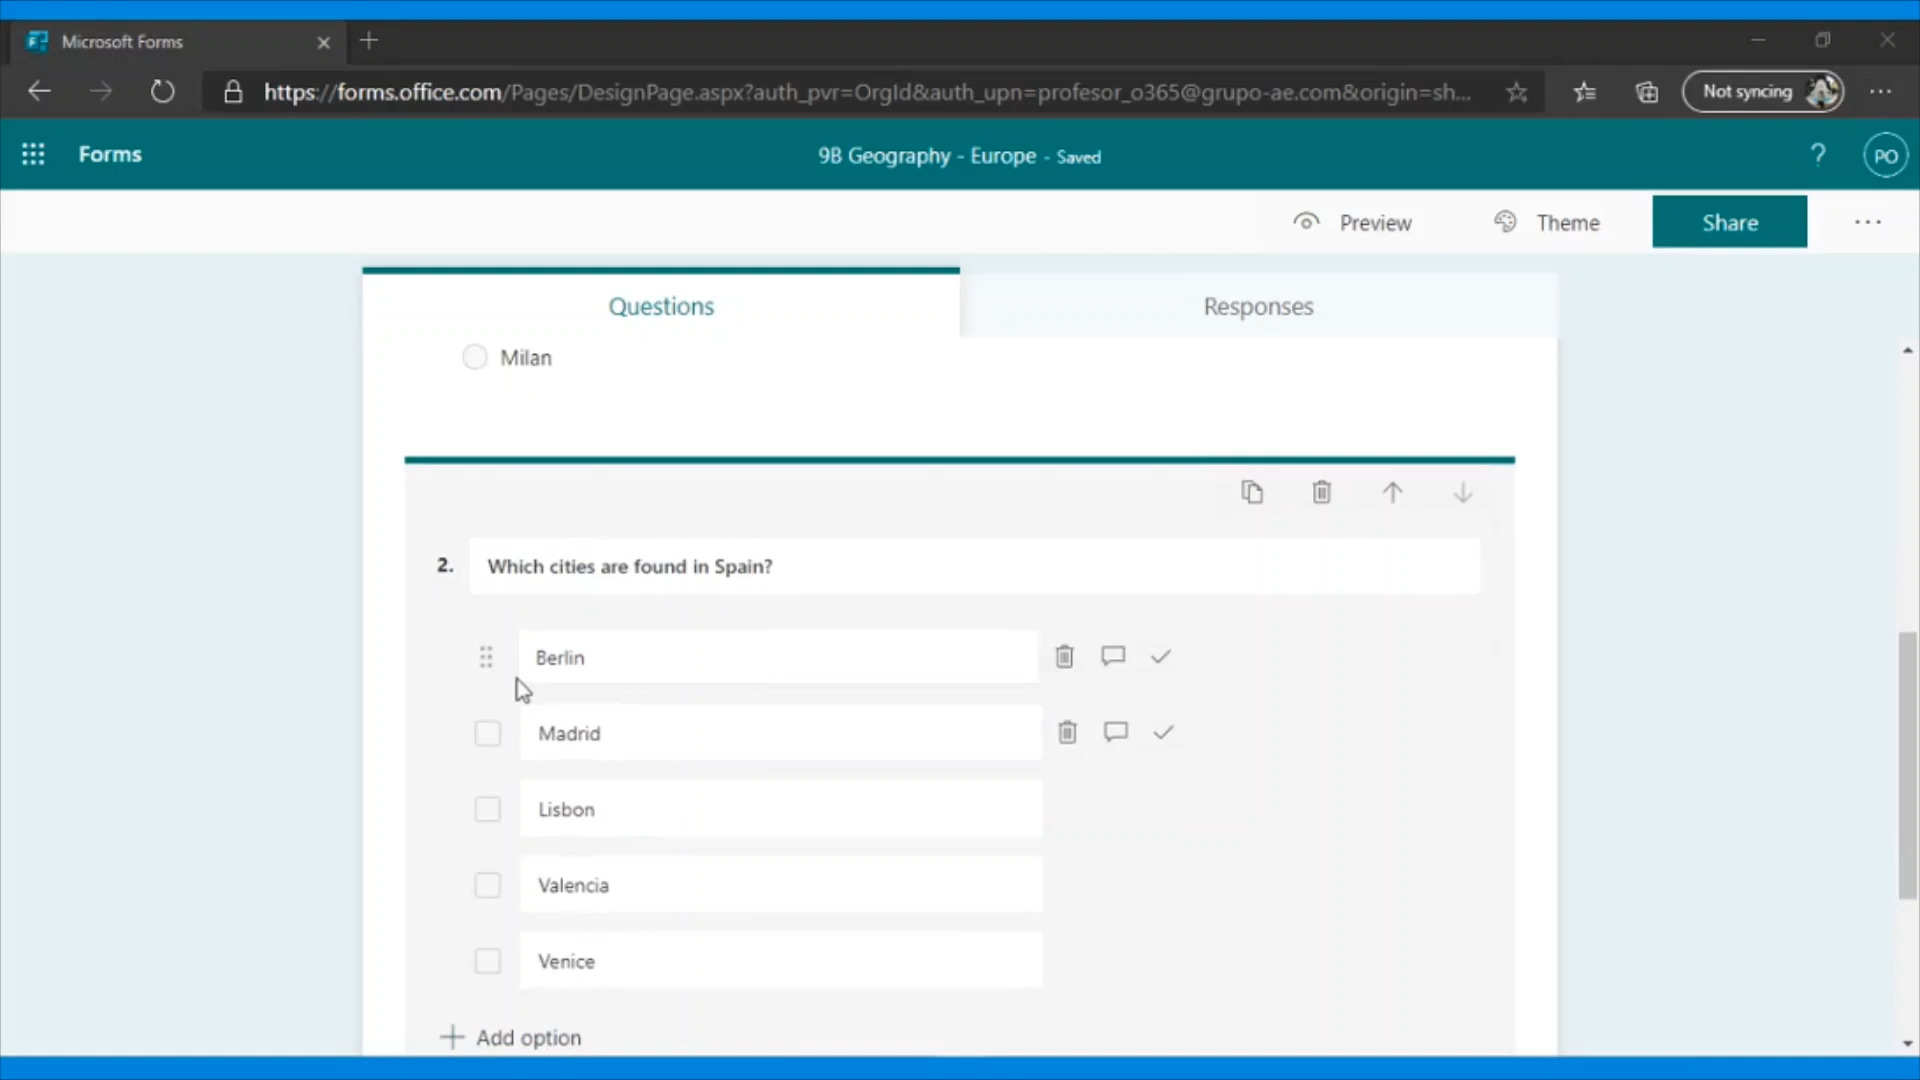 Microsoft Forms
https://forms.office.com/Pages/DesignPage.aspx?auth_pvr=OrgId&auth_upn=profesor_o365@grupo-ae.com&origin=sh...
Not syncing
Forms
9B Geography - Europe - Saved
?
PO
Preview
Theme
Share
Questions
Responses
Milan
2. Which cities are found in Spain?
Berlin
Madrid
Lisbon
Valencia
Venice
Add option